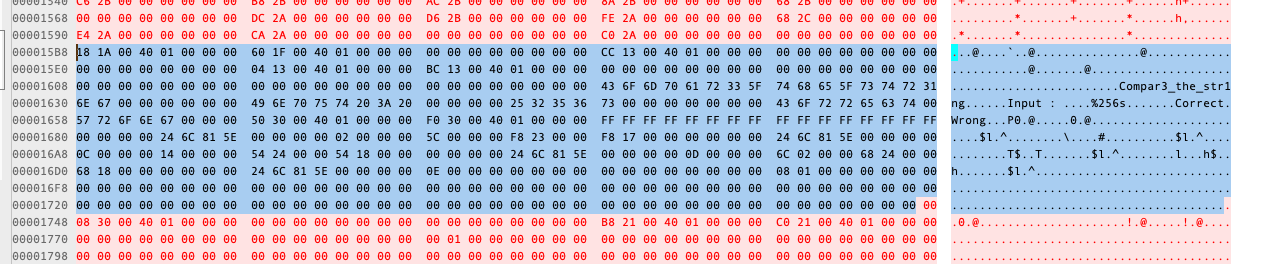 00001540 C6 2B 00 00 00 00 00 00 B8 2B 00 00 00 00 00 00 AC 2B 00 00 00 00 00 00 8A 2B 00 00 00 00 00 00 68 2B 00 00 00 00 00 00 .+.......+.......+.......+......h+......
00001568 00 00 00 00 00 00 00 00 DC 2A 00 00 00 00 00 00 D6 2B 00 00 00 00 00 00 FE 2A 00 00 00 00 00 00 68 2C 00 00 00 00 00 00 .........*.......+.......*......h,......
00001590 E4 2A 00 00 00 00 00 00 CA 2A 00 00 00 00 00 00 00 00 00 00 00 00 00 00 C0 2A 00 00 00 00 00 00 00 00 00 00 00 00 00 00 .*.......*...............*..............
000015B8 18 1A 00 40 01 00 00 00 60 1F 00 40 01 00 00 00 00 00 00 00 00 00 00 00 CC 13 00 40 01 00 00 00 00 00 00 00 00 00 00 00 ...@....`..@...............@............
000015E0 00 00 00 00 00 00 00 00 04 13 00 40 01 00 00 00 BC 13 00 40 01 00 00 00 00 00 00 00 00 00 00 00 00 00 00 00 00 00 00 00 ...........@.......@....................
00001608 00 00 00 00 00 00 00 00 00 00 00 00 00 00 00 00 00 00 00 00 00 00 00 00 43 6F 6D 70 61 72 33 5F 74 68 65 5F 73 74 72 31 ........................Compar3_the_str1
00001630 6E 67 00 00 00 00 00 00 49 6E 70 75 74 20 3A 20 00 00 00 00 25 32 35 36 73 00 00 00 00 00 00 00 43 6F 72 72 65 63 74 00 ng......Input : ....%256s.......Correct.
00001658 57 72 6F 6E 67 00 00 00 50 30 00 40 01 00 00 00 F0 30 00 40 01 00 00 00 FF FF FF FF FF FF FF FF FF FF FF FF FF FF FF FF Wrong...P0.@.....0.@....................
00001680 00 00 00 00 24 6C 81 5E 00 00 00 00 02 00 00 00 5C 00 00 00 F8 23 00 00 F8 17 00 00 00 00 00 00 24 6C 81 5E 00 00 00 00 ....$l.^........\....#..........$l.^....
000016A8 0C 00 00 00 14 00 00 00 54 24 00 00 54 18 00 00 00 00 00 00 24 6C 81 5E 00 00 00 00 0D 00 00 00 6C 02 00 00 68 24 00 00 ........T$..T.......$l.^........l...h$..
000016D0 68 18 00 00 00 00 00 00 24 6C 81 5E 00 00 00 00 0E 00 00 00 00 00 00 00 00 00 00 00 00 00 00 00 08 01 00 00 00 00 00 00 h.......$l.^............................
000016F8 00 00 00 00 00 00 00 00 00 00 00 00 00 00 00 00 00 00 00 00 00 00 00 00 00 00 00 00 00 00 00 00 00 00 00 00 00 00 00 00 ........................................
00001720 00 00 00 00 00 00 00 00 00 00 00 00 00 00 00 00 00 00 00 00 00 00 00 00 00 00 00 00 00 00 00 00 00 00 00 00 00 00 00 00 ........................................
00001748 08 30 00 40 01 00 00 00 00 00 00 00 00 00 00 00 00 00 00 00 00 00 00 00 B8 21 00 40 01 00 00 00 C0 21 00 40 01 00 00 00 .0.@.....................!.@.....!.@....
00001770 00 00 00 00 00 00 00 00 00 00 00 00 00 00 00 00 00 01 00 00 00 00 00 00 00 00 00 00 00 00 00 00 00 00 00 00 00 00 00 00 ........................................
00001798 00 00 00 00 00 00 00 00 00 00 00 00 00 00 00 00 00 00 00 00 00 00 00 00 00 00 00 00 00 00 00 00 00 00 00 00 00 00 00 00 ........................................